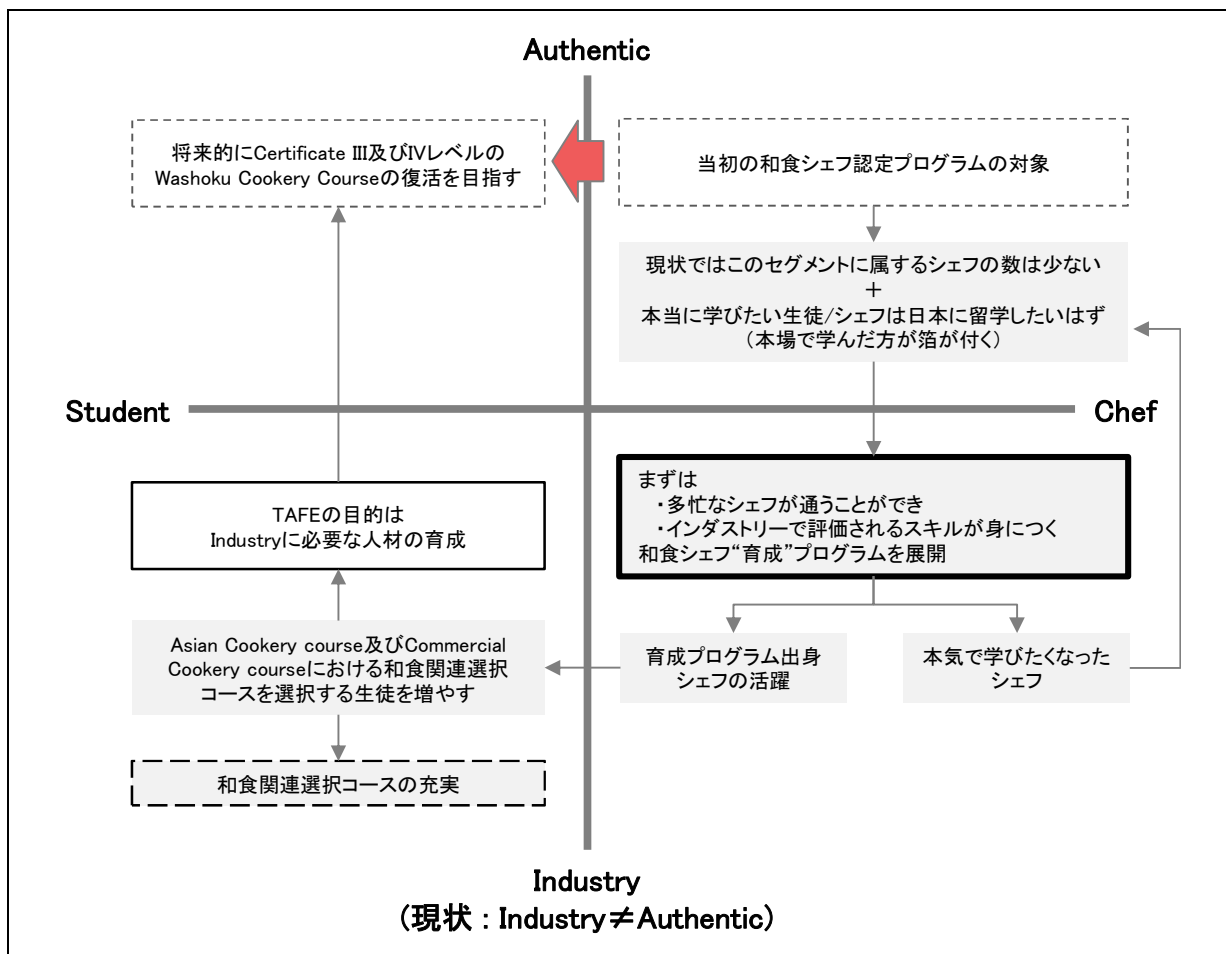 Authentic
将来的にCertificate III及びIVレベルの
Washoku Cookery Courseの復活を目指す
当初の和食シェフ認定プログラムの対象
現状ではこのセグメントに属するシェフの数は少ない
+
本当に学びたい生徒/シェフは日本に留学したいはず
（本場で学んだ方が箔が付く）
Student
Chef
TAFEの目的は
Industryに必要な人材の育成
まずは
・多忙なシェフが通うことができ
・インダストリーで評価されるスキルが身につく
和食シェフ“育成”プログラムを展開
Asian Cookery course及びCommercial
Cookery courseにおける和食関連選択
コースを選択する生徒を増やす
育成プログラム出身
シェフの活躍
本気で学びたくなった
シェフ
和食関連選択コースの充実
Industry
（現状：Industry≠Authentic）